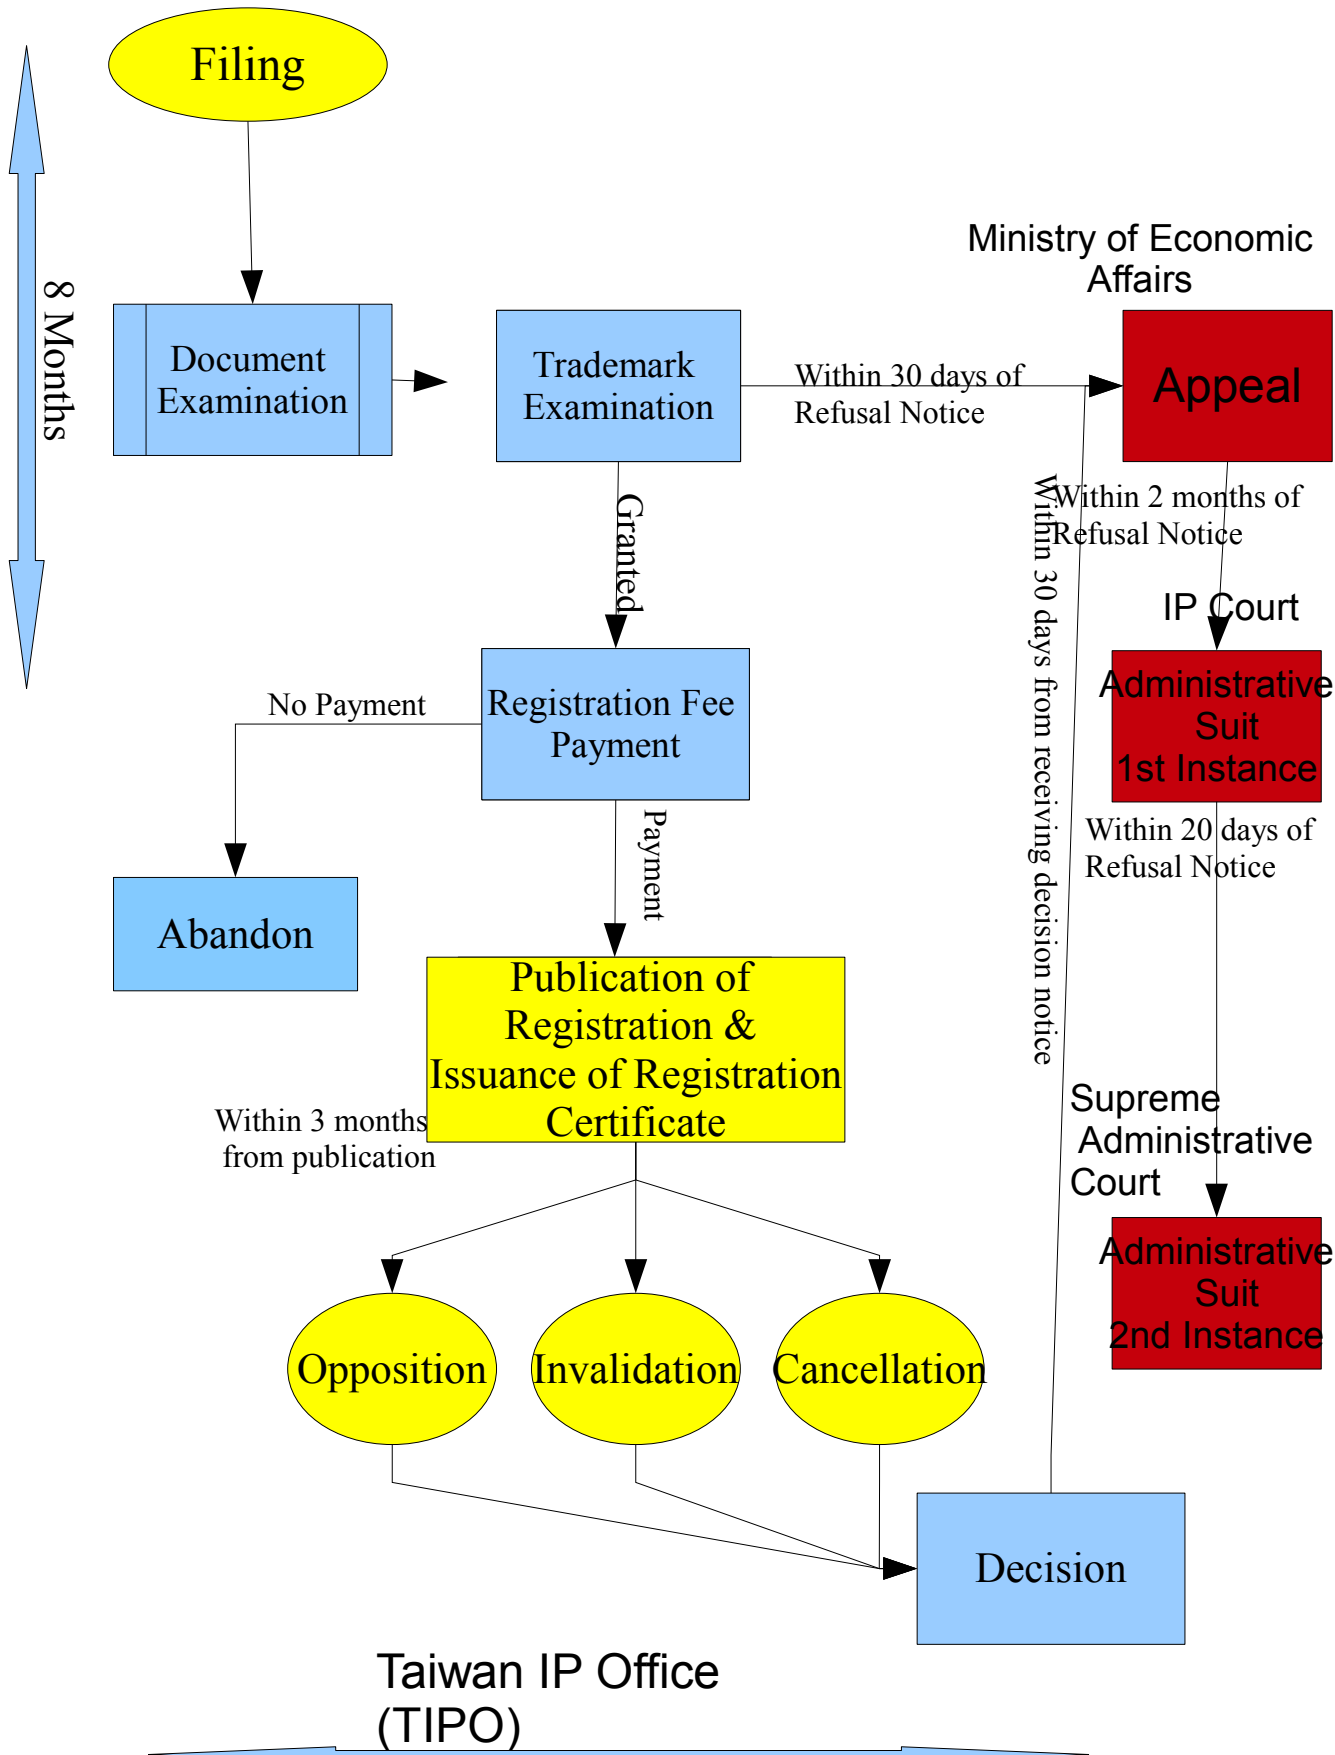 Filing
8 Months
Ministry of Economic
Affairs
Document
Examination
Trademark
Examination
Within 30 days of
Refusal Notice
Appeal
Granted
Within 2 months of
Refusal Notice
Within 30 days from receiving decision notice
IP Court
Registration Fee
Payment
No Payment
Administrative
Suit
1st Instance
Payment
Within 20 days of
Refusal Notice
Abandon
Publication of
Registration &
Issuance of Registration
Certificate
Within 3 months
from publication
Supreme
Administrative
Court
Administrative
Suit
2nd Instance
Opposition
Invalidation
Cancellation
Decision
Taiwan IP Office
(TIPO)